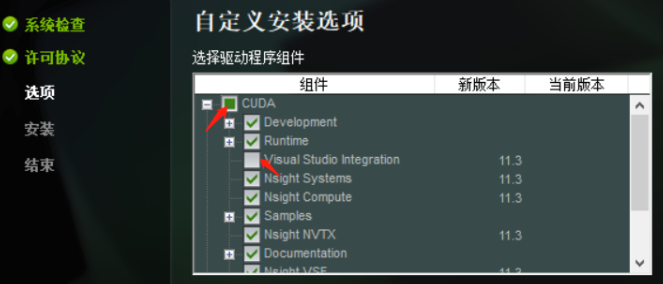 自定义安装选项
系统检查
许可协议
选项
安装
结束
选择驱动程序组件
组件 新版本 当前版本
CUDA
Development
Runtime
Visual Studio Integration 11.3
Nsight Systems 11.3
Nsight Compute 11.3
Samples
Nsight NVTX 11.3
Documentation
Nsight VSE 11.3